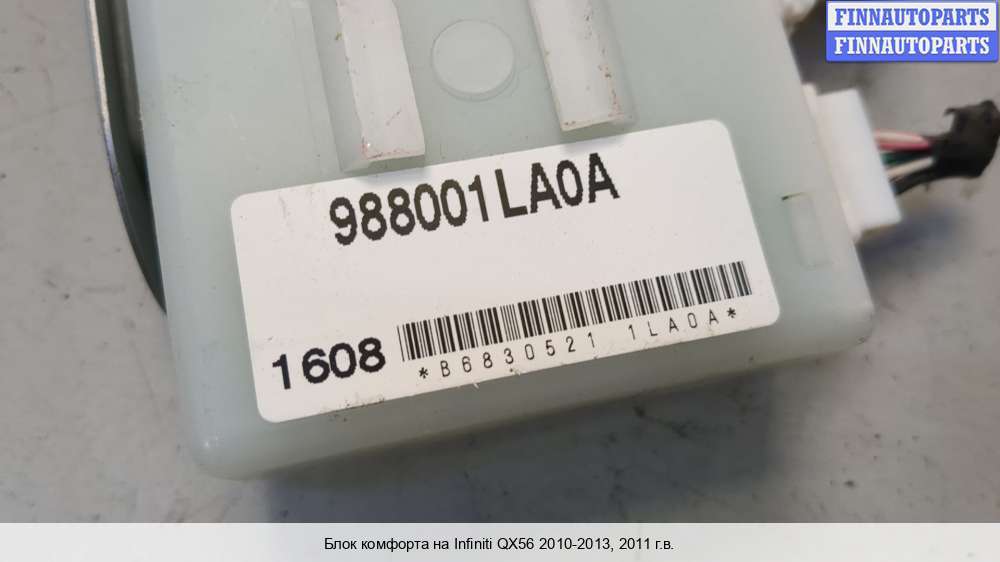 FINNAUTOPARTS
FINNAUTOPARTS
988001LA0A
1608
*B6830521 1LA0A*
Блок комфорта на Infiniti QX56 2010-2013, 2011 г.в.